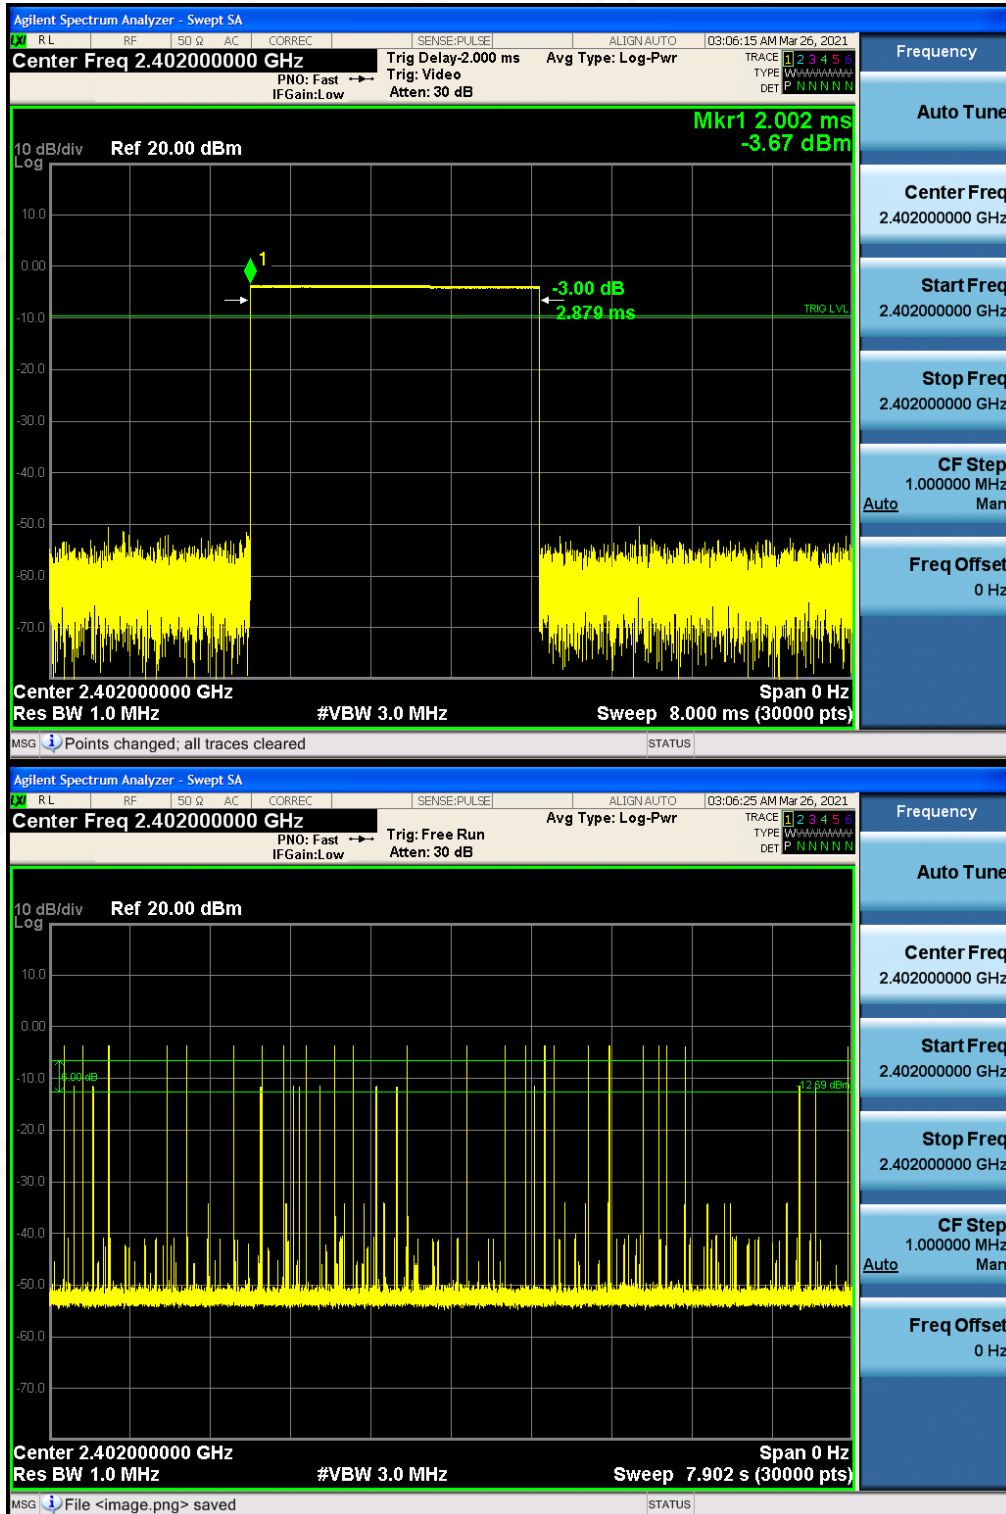 Agilent Spectrum Analyzer - Swept SA
LXI RL RF 50 Ω AC CORREC SENSE:PULSE ALIGN AUTO 03:06:15 AM Mar 26, 2021
Center Freq 2.402000000 GHz
PNO: Fast
IFGain:Low
Trig Delay-2.000 ms
Trig: Video
Atten: 30 dB
Avg Type: Log-Pwr
TRACE 1 2 3 4 5 6
TYPE WWWWWW
DET P N N N N N
Mkr1 2.002 ms
-3.67 dBm
10 dB/div Ref 20.00 dBm
Log
10.0
0.00
-10.0
-20.0
-30.0
-40.0
-50.0
-60.0
-70.0
1
-3.00 dB
2.879 ms
TRIG LVL
Center 2.402000000 GHz Span 0 Hz
Res BW 1.0 MHz #VBW 3.0 MHz Sweep 8.000 ms (30000 pts)
MSG Points changed; all traces cleared STATUS
Frequency
Auto Tune
Center Freq
2.402000000 GHz
Start Freq
2.402000000 GHz
Stop Freq
2.402000000 GHz
CF Step
1.000000 MHz
Auto Man
Freq Offset
0 Hz
Agilent Spectrum Analyzer - Swept SA
LXI RL RF 50 Ω AC CORREC SENSE:PULSE ALIGN AUTO 03:06:25 AM Mar 26, 2021
Center Freq 2.402000000 GHz
PNO: Fast
IFGain:Low
Trig: Free Run
Atten: 30 dB
Avg Type: Log-Pwr
TRACE 1 2 3 4 5 6
TYPE WWWWWW
DET P N N N N N
10 dB/div Ref 20.00 dBm
Log
10.0
0.00
-10.0
-20.0
-30.0
-40.0
-50.0
-60.0
-70.0
6.00 dB
-12.69 dBm
Center 2.402000000 GHz Span 0 Hz
Res BW 1.0 MHz #VBW 3.0 MHz Sweep 7.902 s (30000 pts)
MSG File <image.png> saved STATUS
Frequency
Auto Tune
Center Freq
2.402000000 GHz
Start Freq
2.402000000 GHz
Stop Freq
2.402000000 GHz
CF Step
1.000000 MHz
Auto Man
Freq Offset
0 Hz